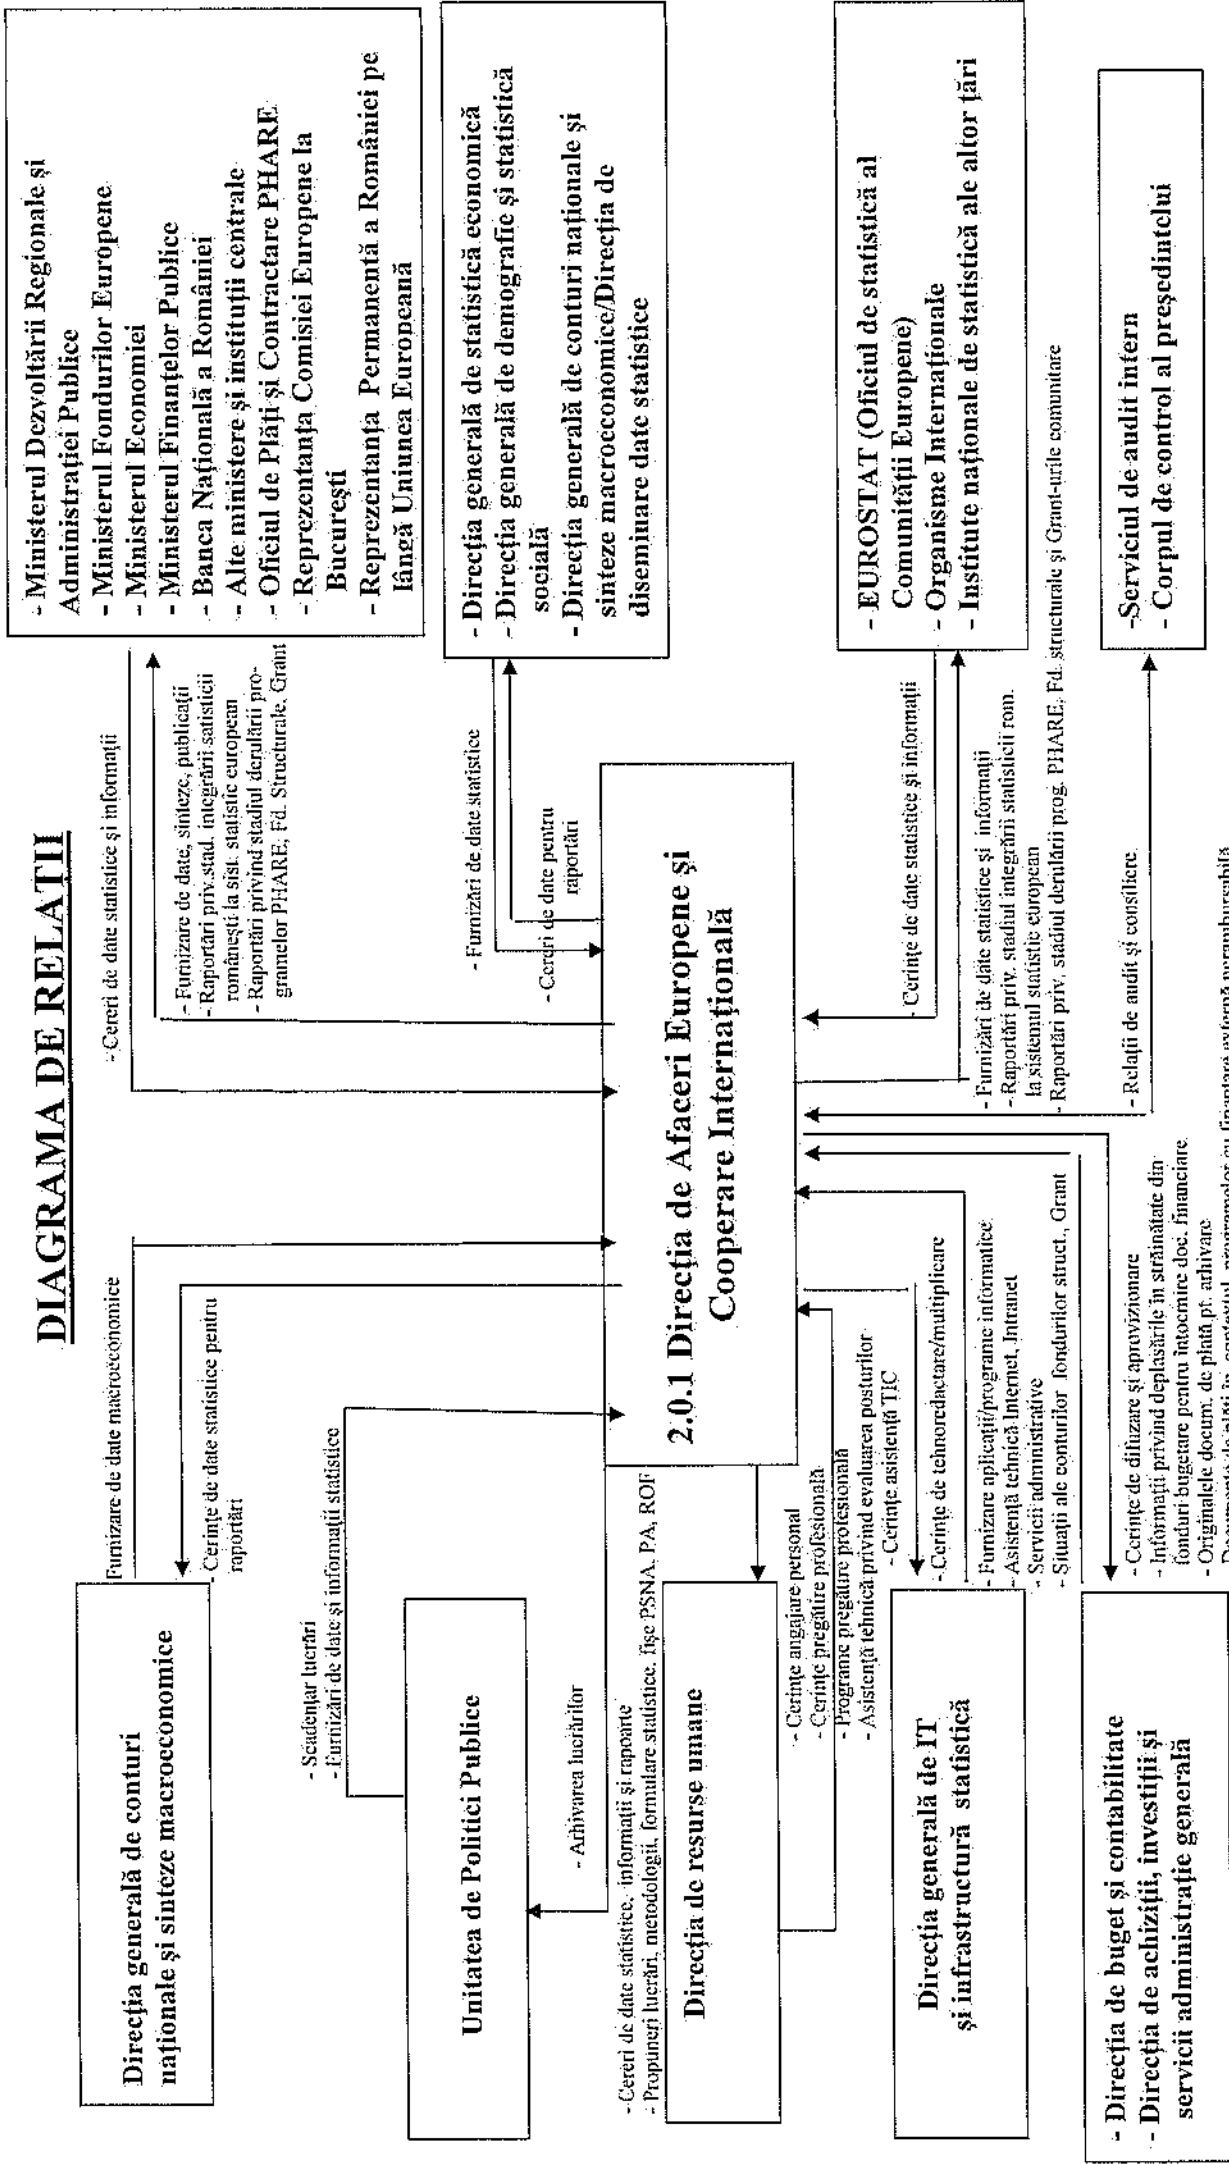 DIAGRAMA DE RELATII
Direcția generală de conturi
naționale și sinteze macroeconomice
Furnizare de date macroeconomice
- Cerințe de date statistice pentru
raportări
- Scadențar lucrări
- Furnizări de date și informații statistice
Unitatea de Politici Publice
- Arhivarea lucrărilor
- Cereri de date statistice, informații și rapoarte
- Propuneri lucrări, metodologii, formulare statistice, fișe PSNA, PA, ROF
Direcția de resurse umane
- Cerințe angajare personal
- Cerințe pregătire profesională
- Programe pregătire profesională
- Asistență tehnică privind evaluarea posturilor
- Cerințe asistență TIC
- Cerințe de tehnoredactare/multiplicare
Direcția generală de IT
și infrastructură statistică
- Furnizare aplicații/programe informatice
- Asistență tehnică Internet, Intranet
- Servicii administrative
- Situații ale conturilor fondurilor struct., Grant
- Direcția de buget și contabilitate
- Direcția de achiziții, investiții și
servicii administrație generală
- Cerințe de difuzare și aprovizionare
- Informații privind deplasările în străinătate din
fonduri bugetare pentru întocmire doc. financiare
- Originalele docum. de plată pt. arhivare
2.0.1 Direcția de Afaceri Europene și
Cooperare Internațională
- Cereri de date statistice și informații
- Furnizare de date, sinteze, publicații
- Raportări priv.stad. integrării satisticii
românești la sist. statistic european
- Raportări privind stadiul derulării pro-
gramelor PHARE, Fd. Structurale, Grant
- Ministerul Dezvoltării Regionale și
Administrației Publice
- Ministerul Fondurilor Europene
- Ministerul Economiei
- Ministerul Finanțelor Publice
- Banca Națională a României
- Alte ministere și instituții centrale
- Oficiul de Plăți și Contractare PHARE
- Reprezentanța Comisiei Europene la
București
- Reprezentanța Permanentă a României pe
lângă Uniunea Europeană
- Furnizări de date statistice
- Cereri de date pentru
raportări
- Direcția generală de statistică economică
- Direcția generală de demografie și statistică
socială
- Direcția generală de conturi naționale și
sinteze macroeconomice/Direcția de
diseminare date statistice
- Cerințe de date statistice și informații
- Furnizări de date statistice și informații
- Raportări priv. stadiul integrării statisticii rom.
la sistemul statistic european
- Raportări priv. stadiul derulării prog. PHARE, Fd. structurale și Grant-urile comunitare
- EUROSTAT (Oficiul de statistică al
Comunității Europene)
- Organisme Internaționale
- Institute naționale de statistică ale altor țări
- Relații de audit și consiliere
-Serviciul de audit intern
- Corpul de control al președintelui